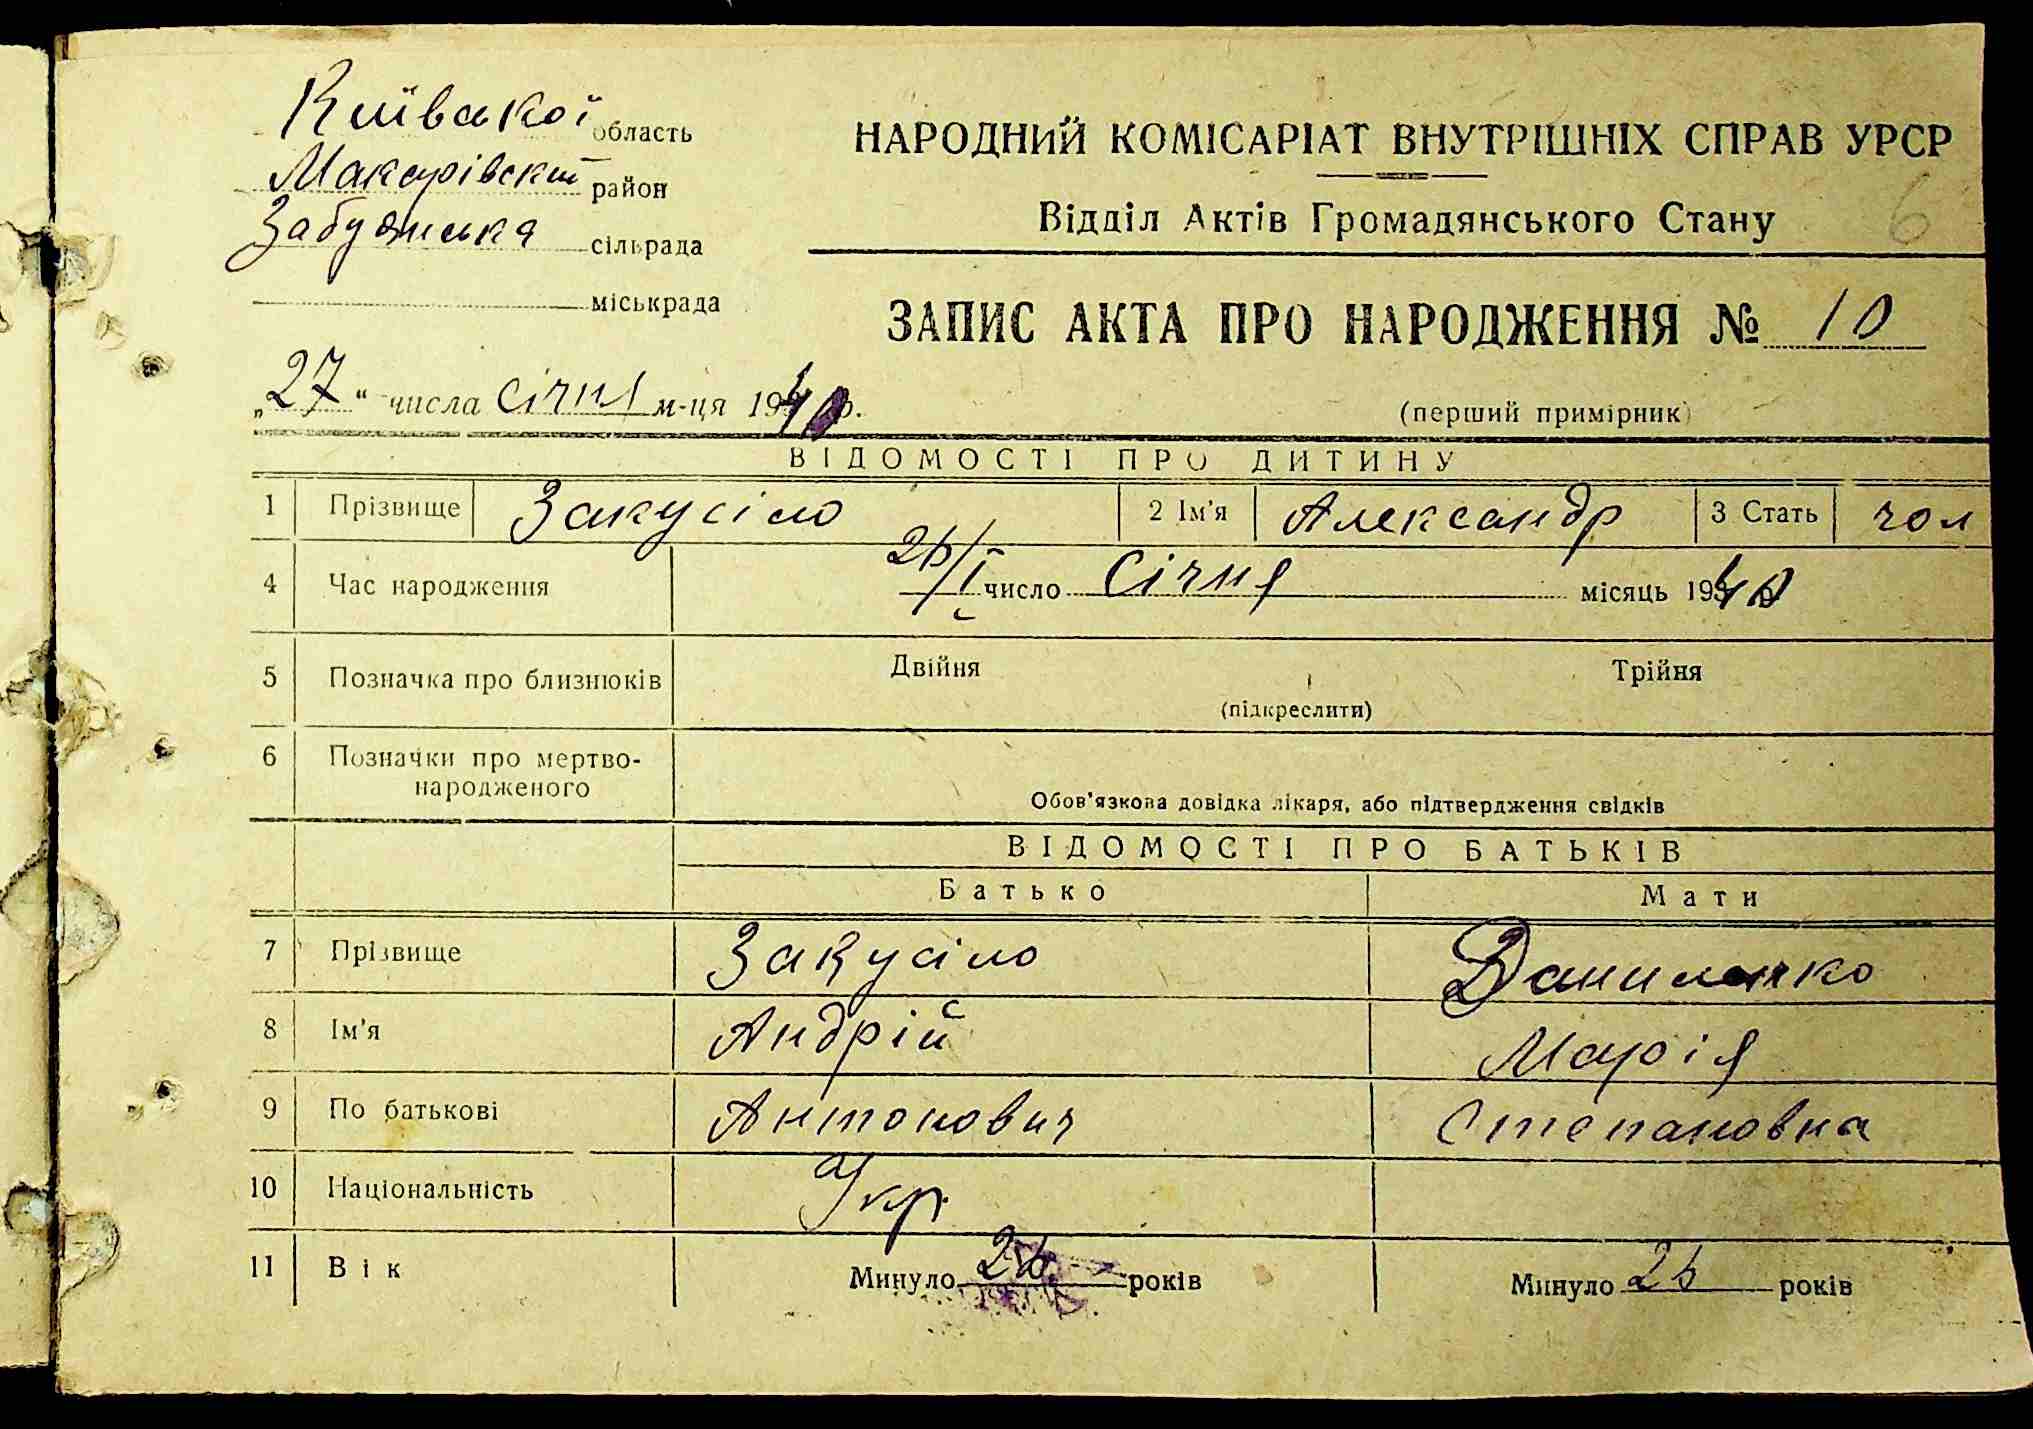 Київської область
Макарівский район
Забуянська сільрада
міськрада
НАРОДНИЙ КОМІСАРІАТ ВНУТРІШНІХ СПРАВ УРСР
Відділ Актів Громадянського Стану
6
ЗАПИС АКТА ПРО НАРОДЖЕННЯ № 10
„27“ числа січня м-ця 1940 р.
(перший примірник)
ВІДОМОСТІ ПРО ДИТИНУ
1 Прізвище Закусіло 2 Ім'я Александр 3 Стать чол
4 Час народження 26/I число Січня місяць 1940
5 Позначка про близнюків Двійня Трійня
(підкреслити)
6 Позначки про мертво-
народженого
Обов'язкова довідка лікаря, або підтвердження свідків
ВІДОМОСТІ ПРО БАТЬКІВ
Батько Мати
7 Прізвище Закусіло Даниленко
8 Ім'я Андрій Марія
9 По батькові Антонович Степановна
10 Національність Укр.
11 Вік Минуло 26 років Минуло 26 років